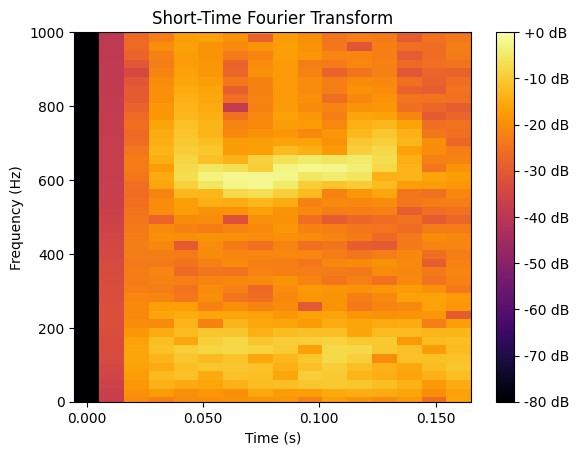 Short-Time Fourier Transform
1000
800
600
400
200
0
Frequency (Hz)
0.000
0.050
0.100
0.150
Time (s)
+0 dB
-10 dB
-20 dB
-30 dB
-40 dB
-50 dB
-60 dB
-70 dB
-80 dB